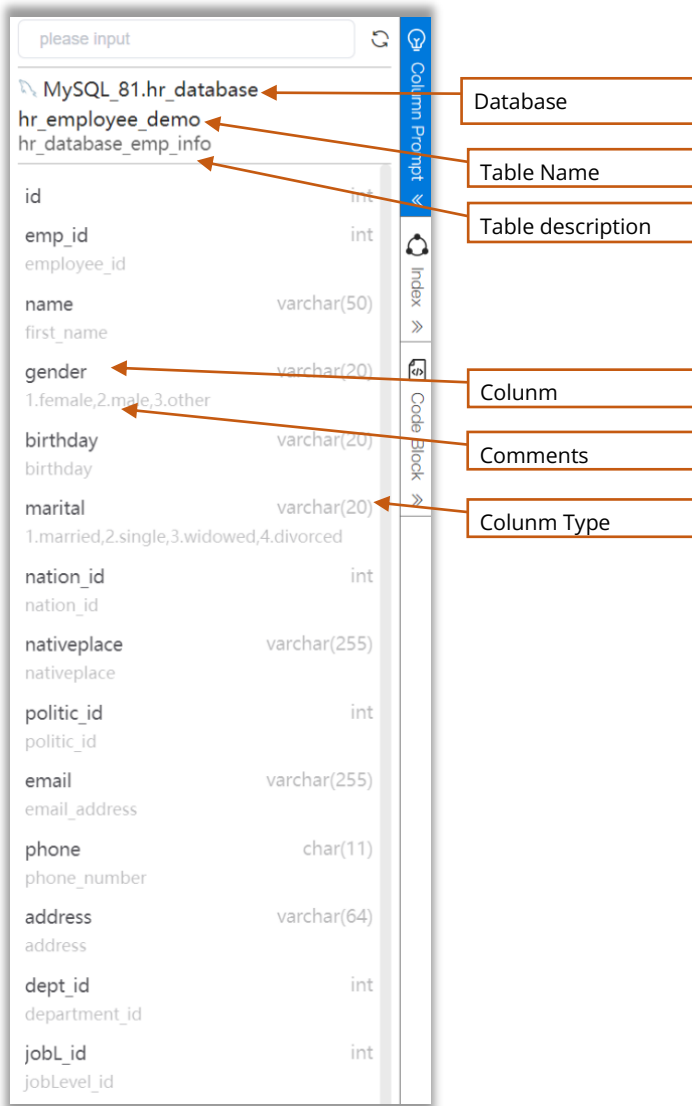 please input
MySQL_81.hr_database
hr_employee_demo
hr_database_emp_info
id int
emp_id int
employee_id
name varchar(50)
first_name
gender varchar(20)
1.female,2.male,3.other
birthday varchar(20)
birthday
marital varchar(20)
1.married,2.single,3.widowed,4.divorced
nation_id int
nation_id
nativeplace varchar(255)
nativeplace
politic_id int
politic_id
email varchar(255)
email_address
phone char(11)
phone_number
address varchar(64)
address
dept_id int
department_id
jobL_id int
jobLevel_id
Column Prompt
Index
Code Block
Database
Table Name
Table description
Colunm
Comments
Colunm Type